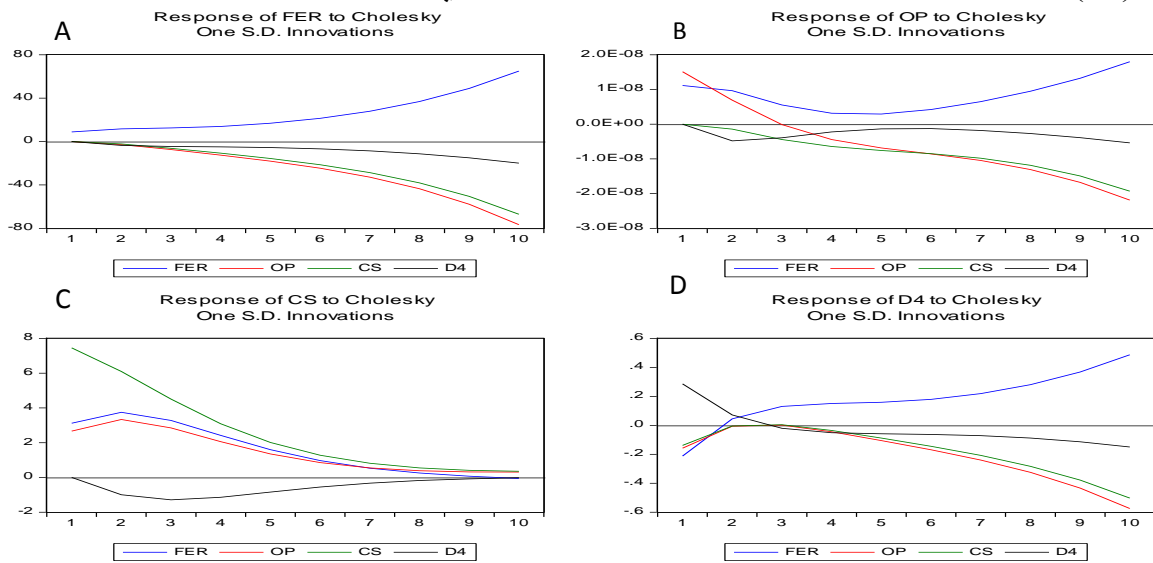 A
Response of FER to Cholesky
One S.D. Innovations
80
40
0
-40
-80
1 2 3 4 5 6 7 8 9 10
FER OP CS D4
B
Response of OP to Cholesky
One S.D. Innovations
2.0E-08
1.0E-08
0.0E+00
-1.0E-08
-2.0E-08
-3.0E-08
1 2 3 4 5 6 7 8 9 10
FER OP CS D4
C
Response of CS to Cholesky
One S.D. Innovations
8
6
4
2
0
-2
1 2 3 4 5 6 7 8 9 10
FER OP CS D4
D
Response of D4 to Cholesky
One S.D. Innovations
.6
.4
.2
.0
-.2
-.4
-.6
1 2 3 4 5 6 7 8 9 10
FER OP CS D4